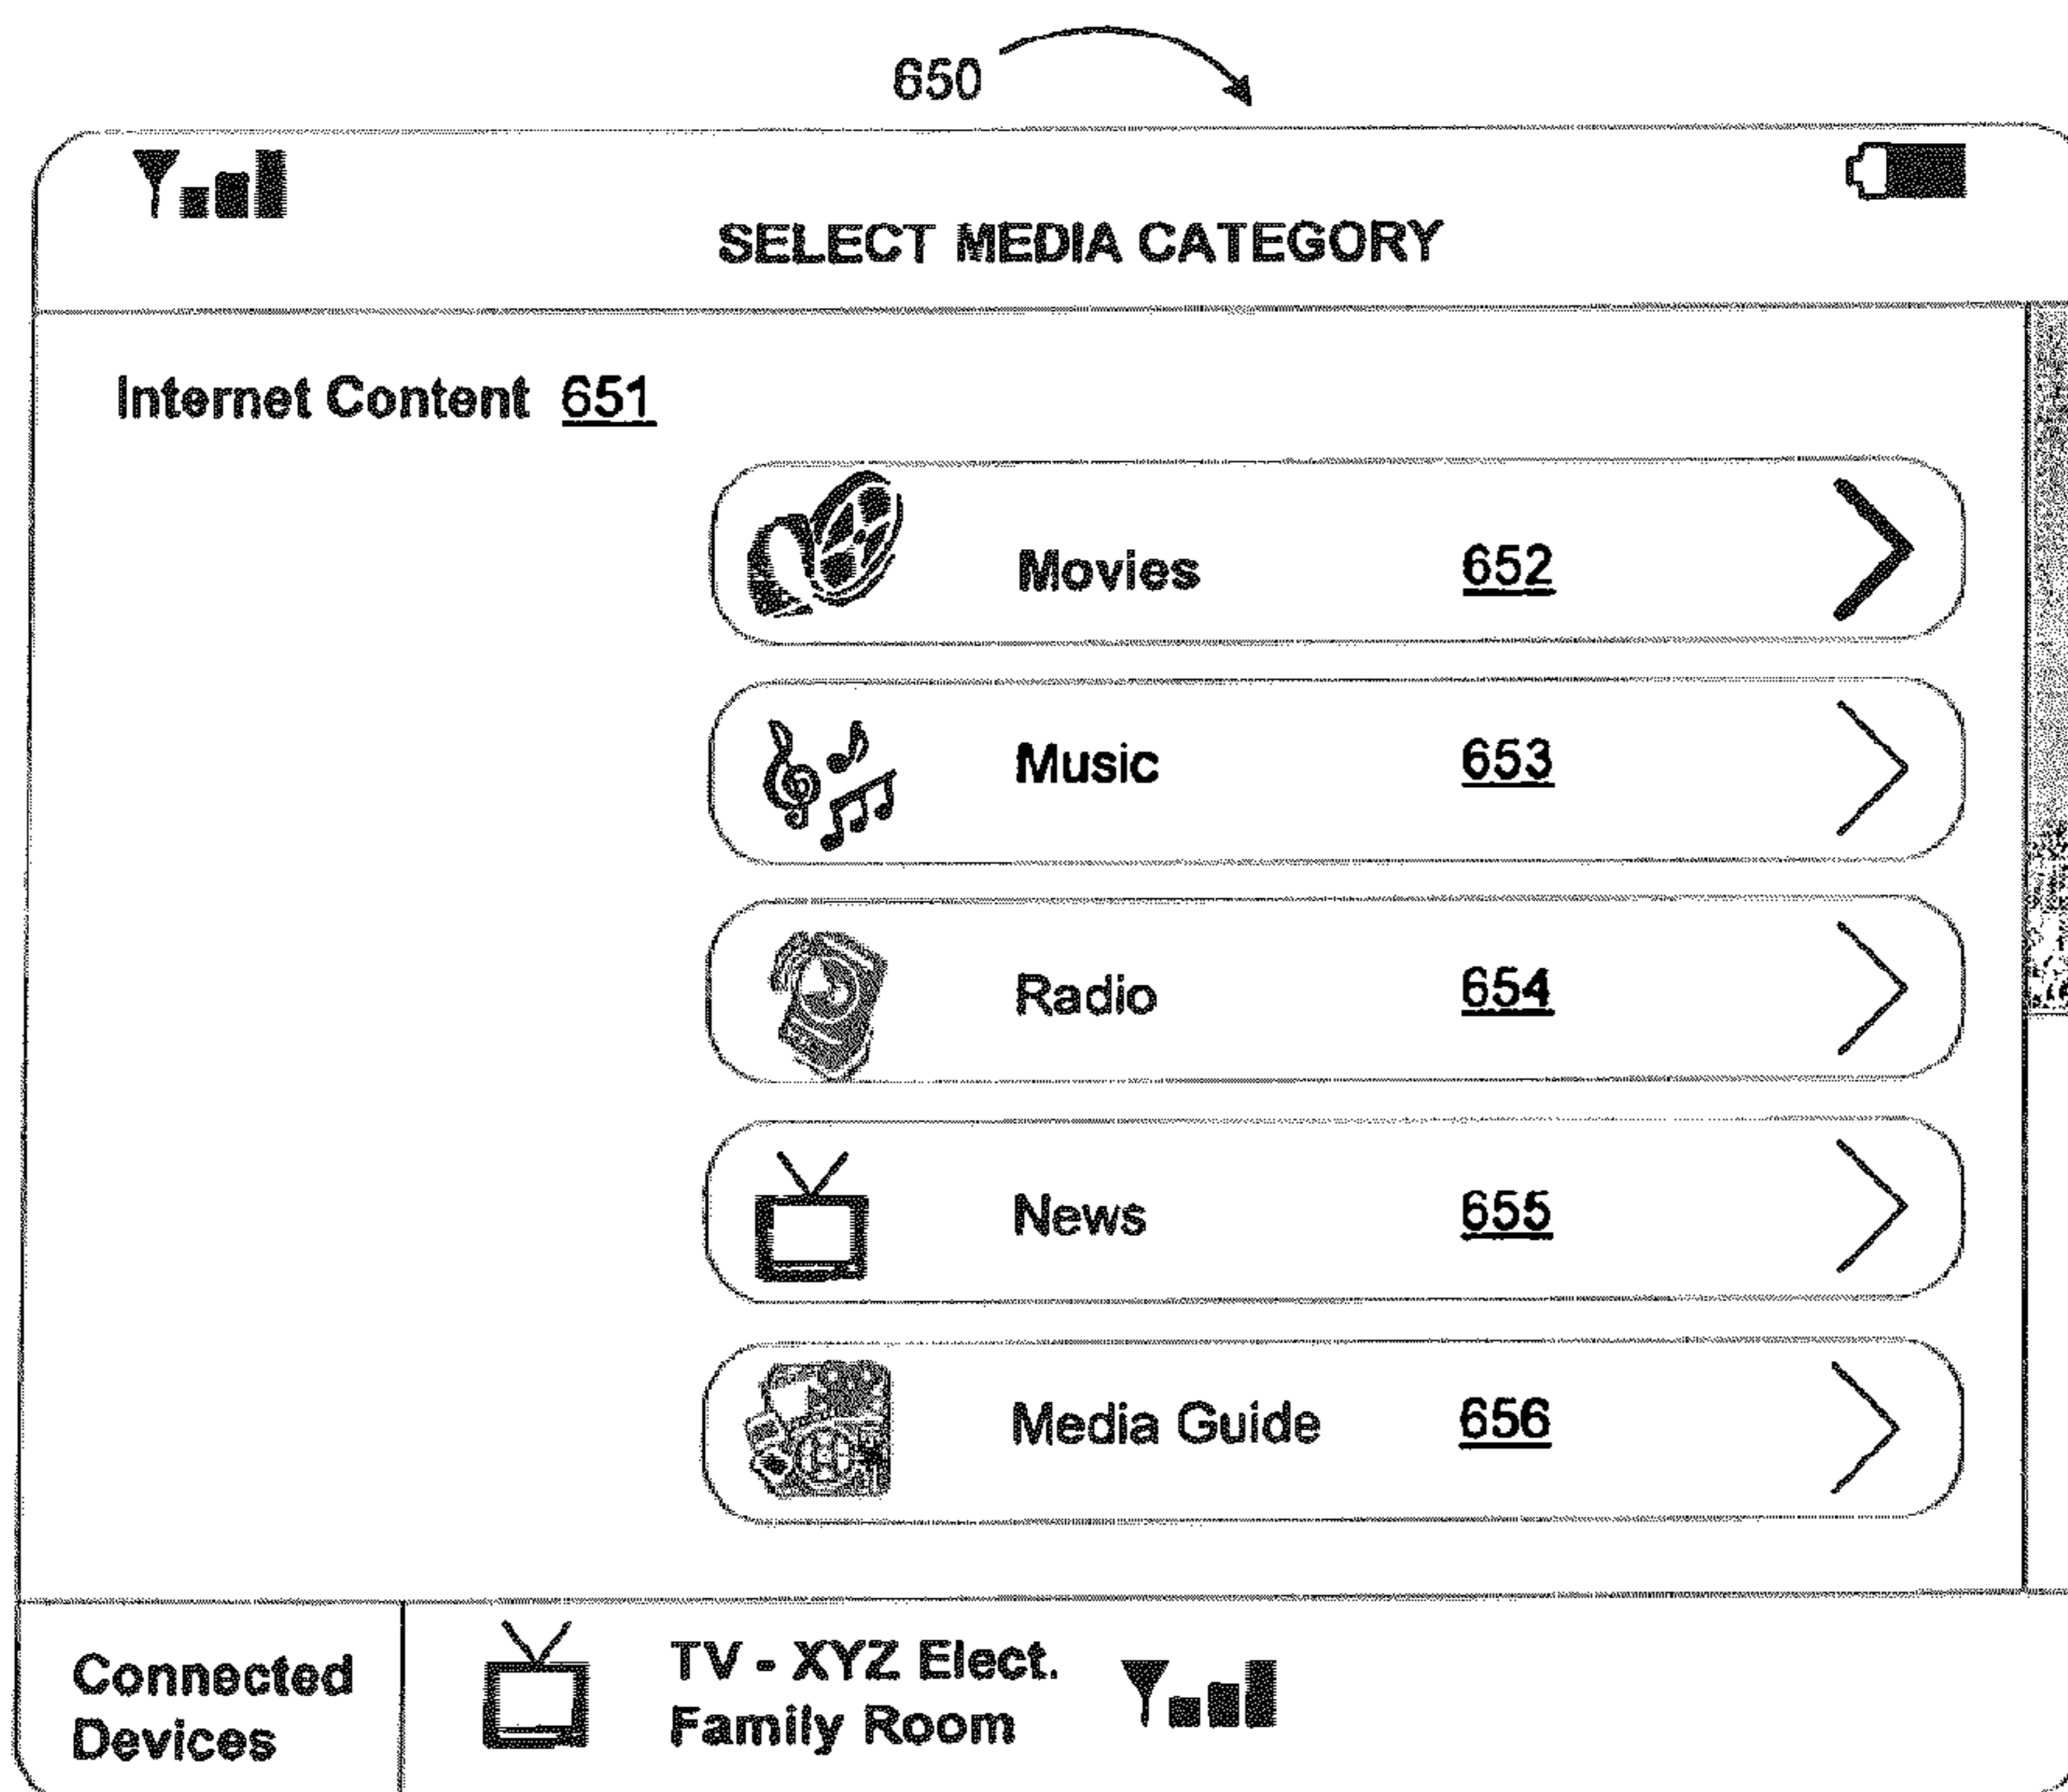 650
SELECT MEDIA CATEGORY
Internet Content 651
Movies 652
Music 653
Radio 654
News 655
Media Guide 656
Connected
Devices
TV - XYZ Elect.
Family Room